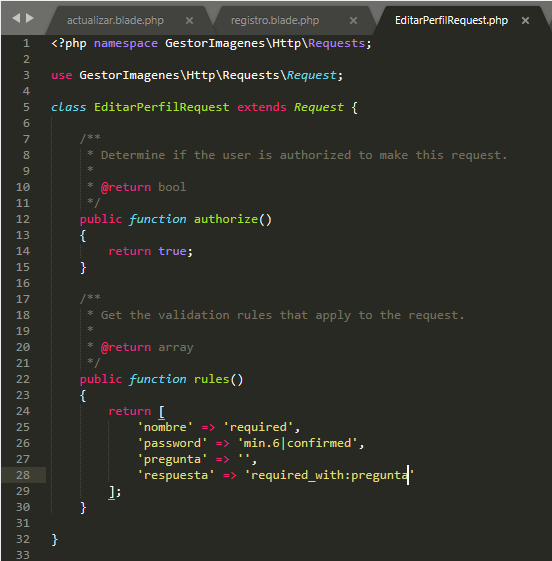 actualizar.blade.php × registro.blade.php × EditarPerfilRequest.php ×
1 <?php namespace GestorImagenes\Http\Requests;
2
3 use GestorImagenes\Http\Requests\Request;
4
5 class EditarPerfilRequest extends Request {
6
7 /**
8 * Determine if the user is authorized to make this request.
9 *
10 * @return bool
11 */
12 public function authorize()
13 {
14 return true;
15 }
16
17 /**
18 * Get the validation rules that apply to the request.
19 *
20 * @return array
21 */
22 public function rules()
23 {
24 return [
25 'nombre' => 'required',
26 'password' => 'min.6|confirmed',
27 'pregunta' => '',
28 'respuesta' => 'required_with:pregunta'
29 ];
30 }
31
32 }
33